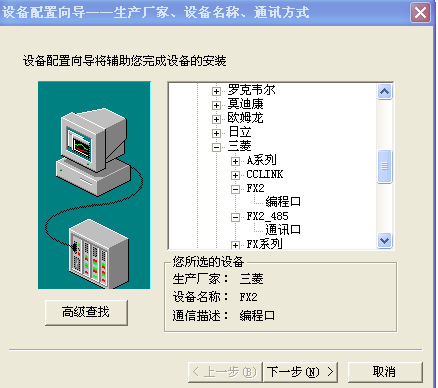 设备配置向导——生产厂家、设备名称、通讯方式
设备配置向导将辅助您完成设备的安装
罗克韦尔
莫迪康
欧姆龙
日立
三菱
A系列
CCLINK
FX2
编程口
FX2_485
通讯口
FX系列
您所选的设备
生产厂家： 三菱
设备名称： FX2
通信描述： 编程口
高级查找
< 上一步(B)
下一步(N) >
取消